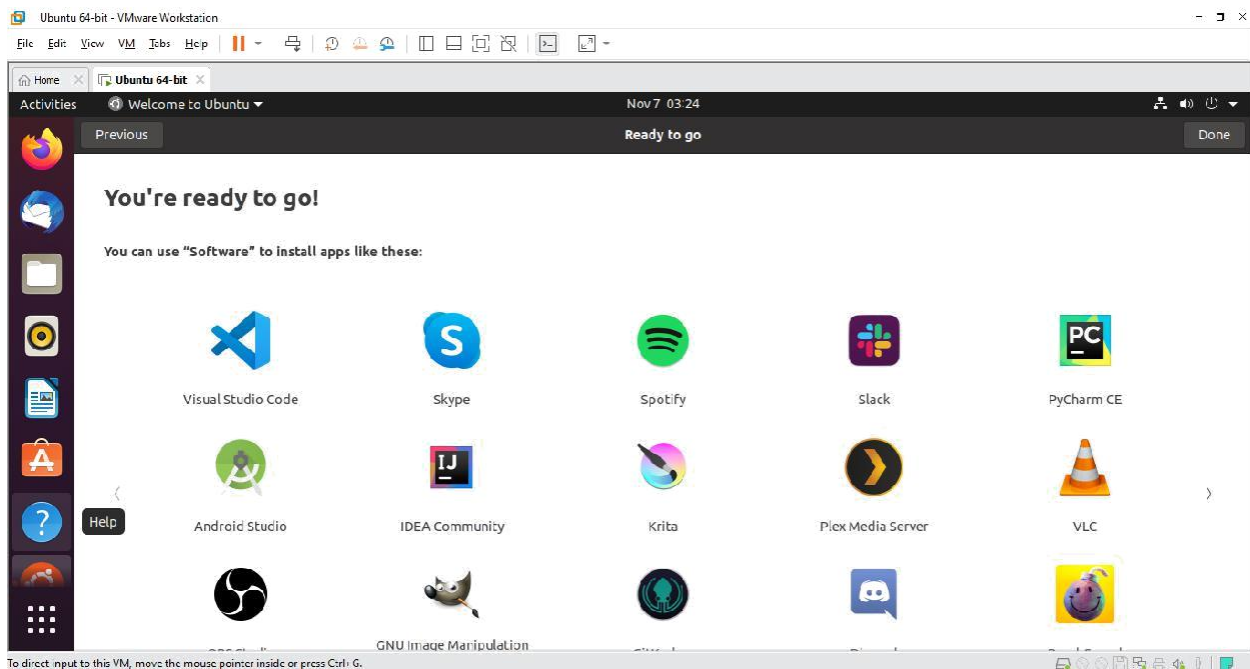 Ubuntu 64-bit - VMware Workstation
File Edit View VM Tabs Help
Home Ubuntu 64-bit
Activities Welcome to Ubuntu Nov 7 03:24
Previous Ready to go Done
You're ready to go!
You can use “Software” to install apps like these:
S
PC
Visual Studio Code Skype Spotify Slack PyCharm CE
IJ
Help
Android Studio IDEA Community Krita Plex Media Server VLC
GNU Image Manipulation
To direct input to this VM, move the mouse pointer inside or press Ctrl+G.